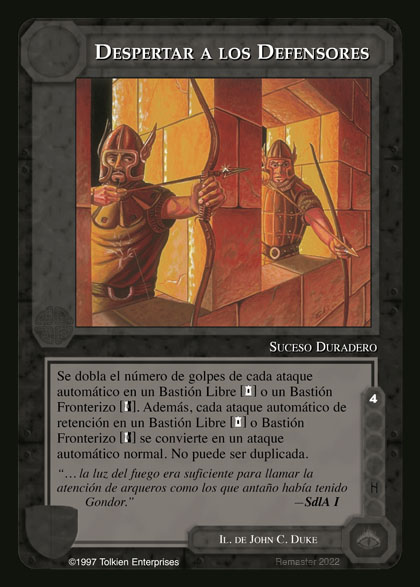 Despertar a los Defensores
Suceso Duradero
Se dobla el número de golpes de cada ataque
automático en un Bastión Libre [] o un Bastión
Fronterizo []. Además, cada ataque automático de
retención en un Bastión Libre [] o Bastión
Fronterizo [] se convierte en un ataque
automático normal. No puede ser duplicada.
4
“… la luz del fuego era suficiente para llamar la
atención de arqueros como los que antaño había tenido
Gondor.” —SdlA I
Il. de John C. Duke
©1997 Tolkien Enterprises
Remaster 2022